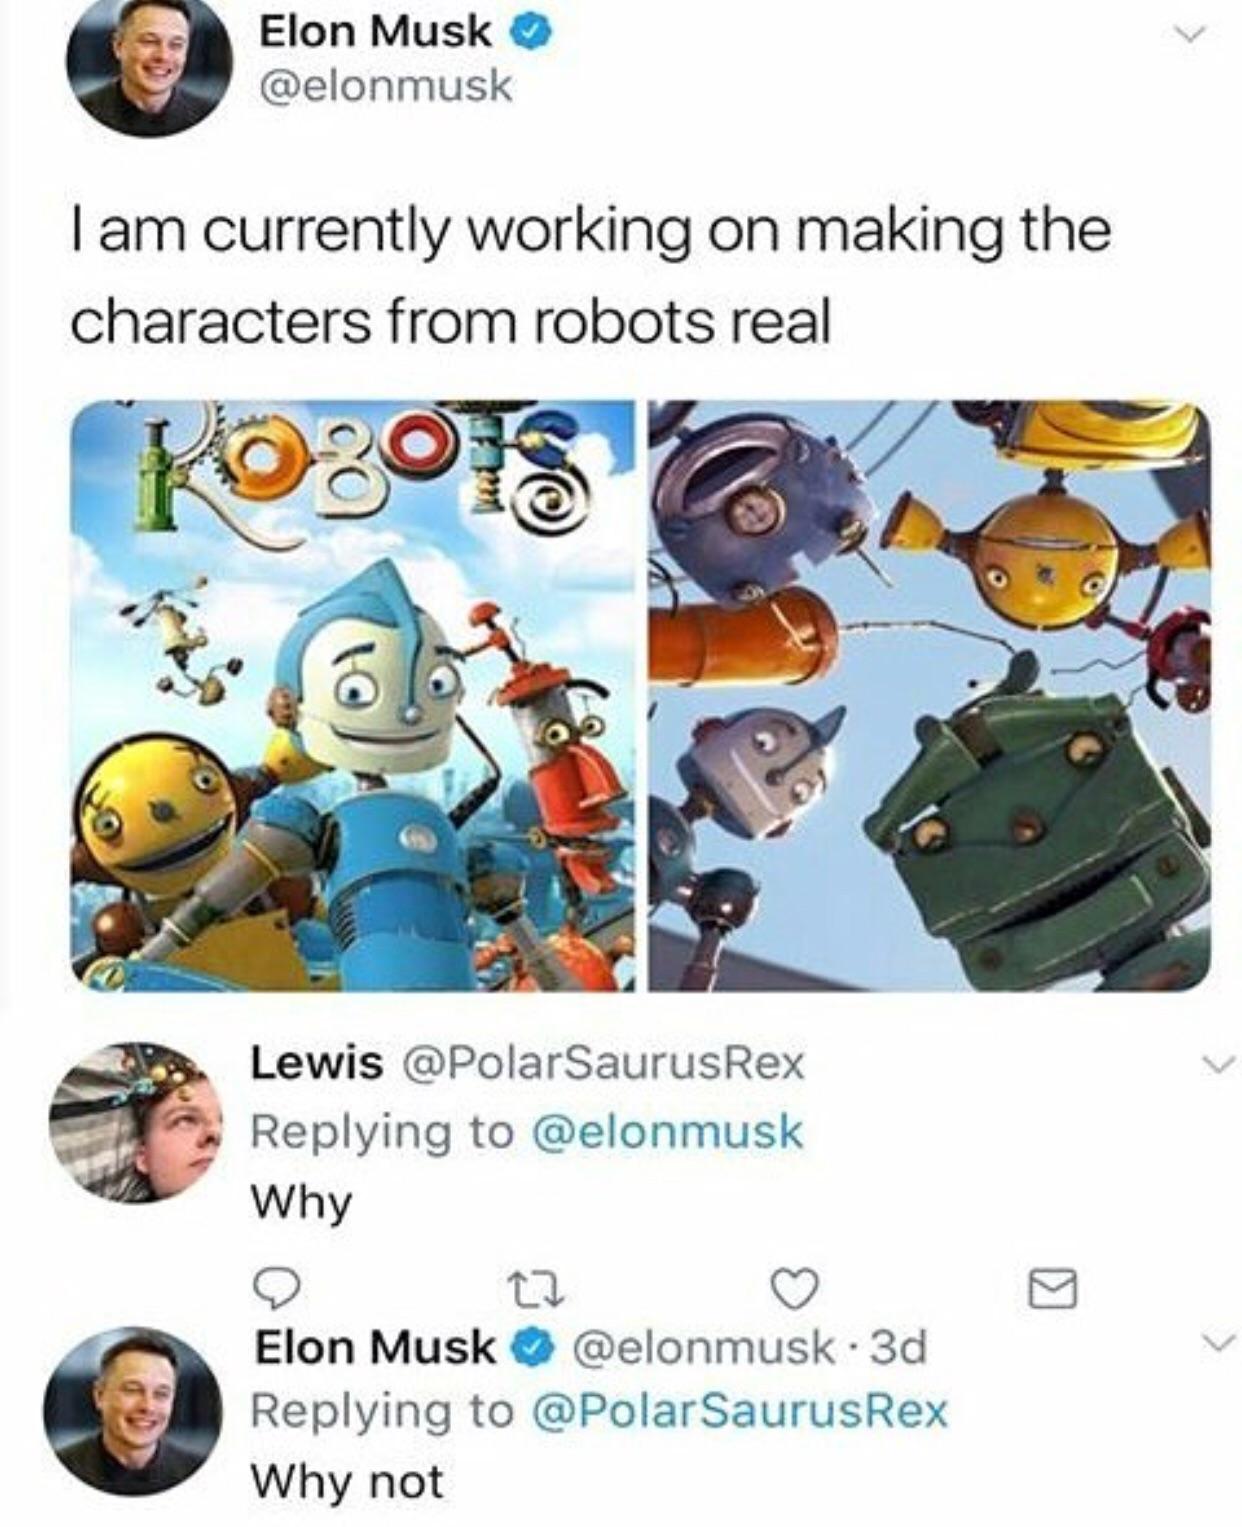 Elon Musk
@elonmusk
I am currently working on making the
characters from robots real
ROBOTS
Lewis @PolarSaurusRex
Replying to @elonmusk
Why
Elon Musk @elonmusk · 3d
Replying to @PolarSaurusRex
Why not